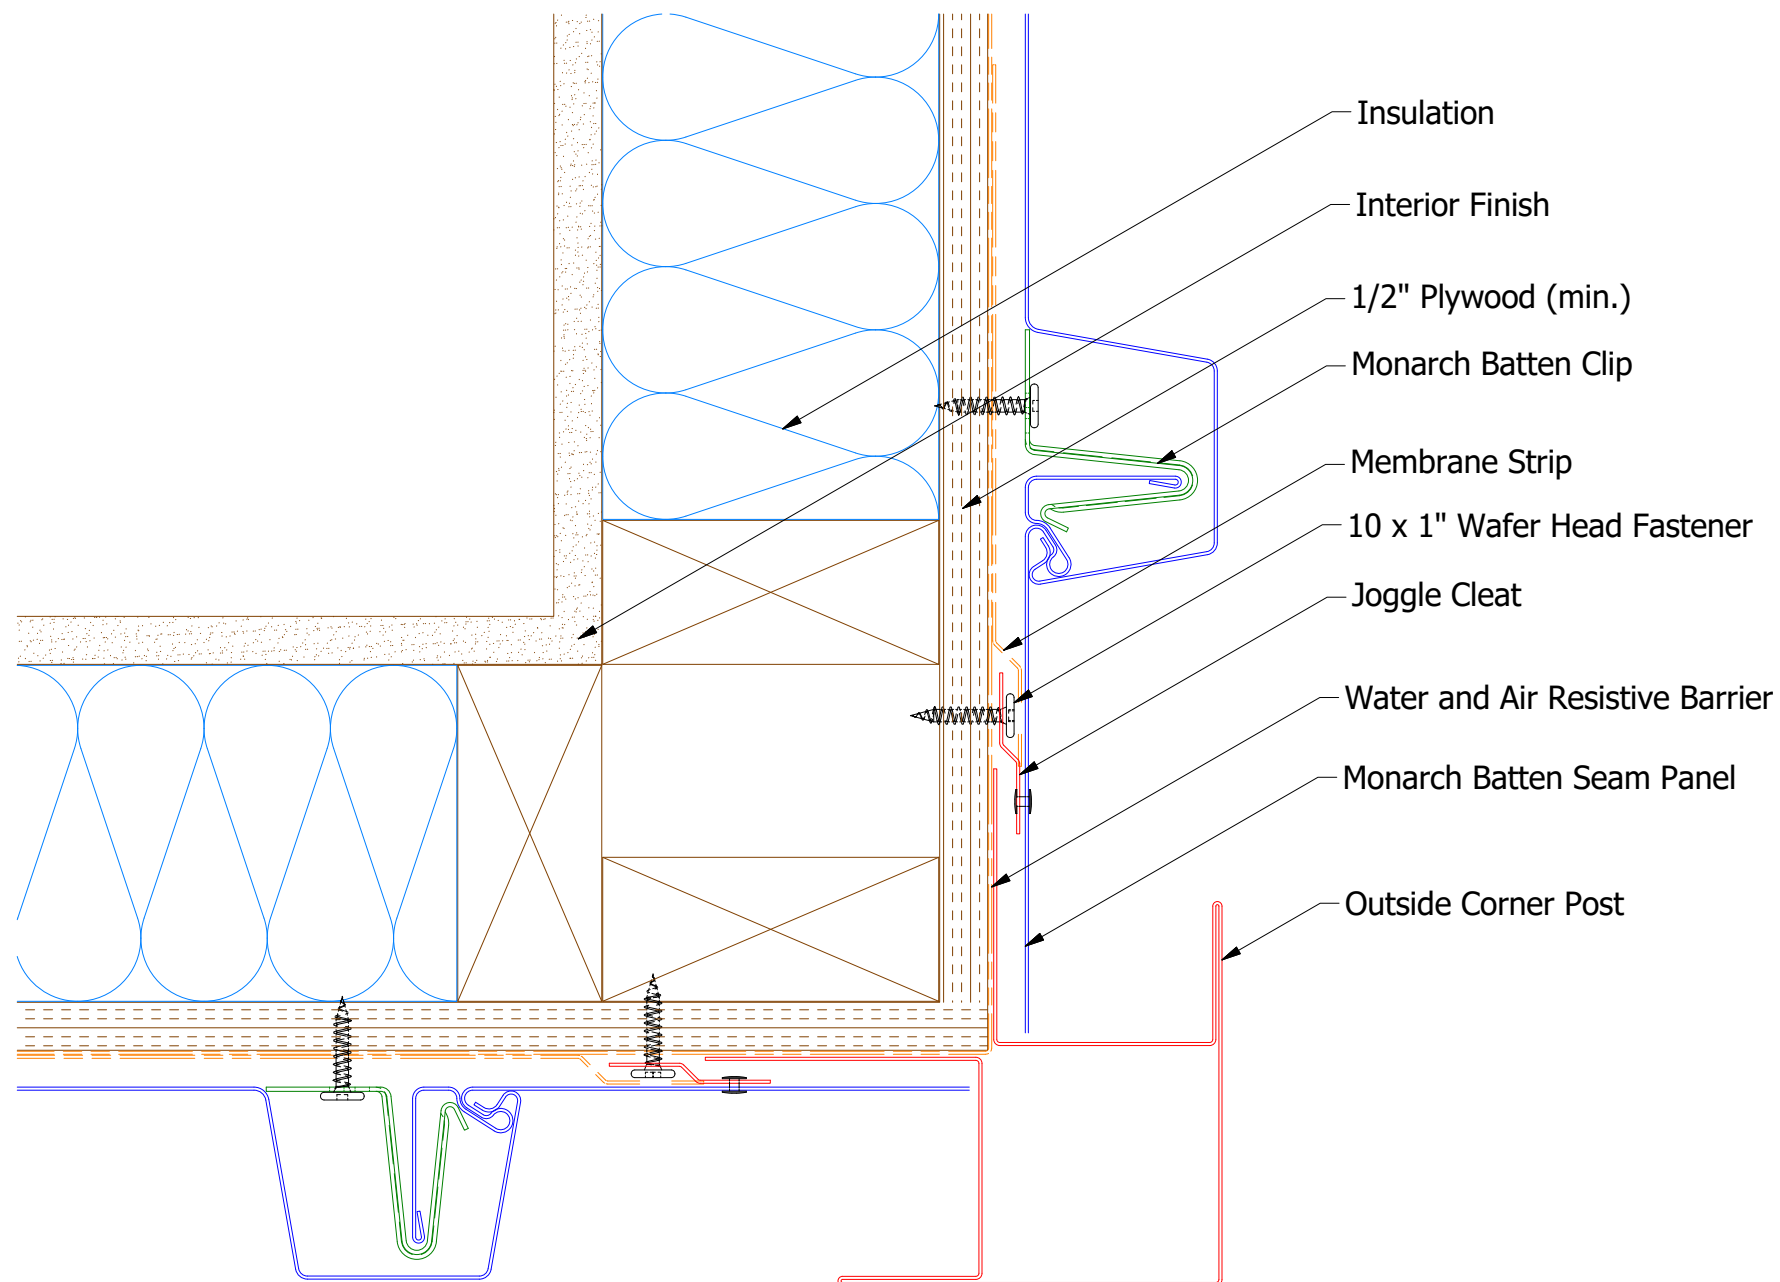 Insulation
Interior Finish
1/2" Plywood (min.)
Monarch Batten Clip
Membrane Strip
10 x 1" Wafer Head Fastener
Joggle Cleat
Water and Air Resistive Barrier
Monarch Batten Seam Panel
Outside Corner Post